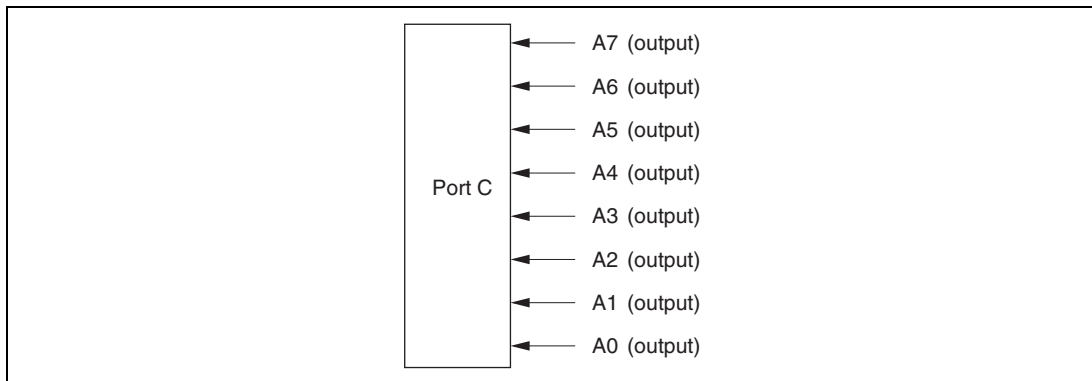 A7 (output)
A6 (output)
A5 (output)
A4 (output)
Port C
A3 (output)
A2 (output)
A1 (output)
A0 (output)